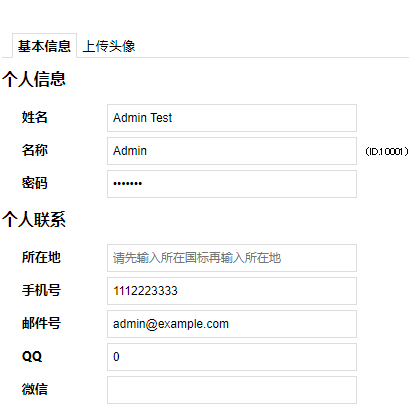 基本信息 上传头像
个人信息
姓名 Admin Test
名称 Admin (ID:10001)
密码 •••••••
个人联系
所在地 请先输入所在国标再输入所在地
手机号 1112223333
邮件号 admin@example.com
QQ 0
微信